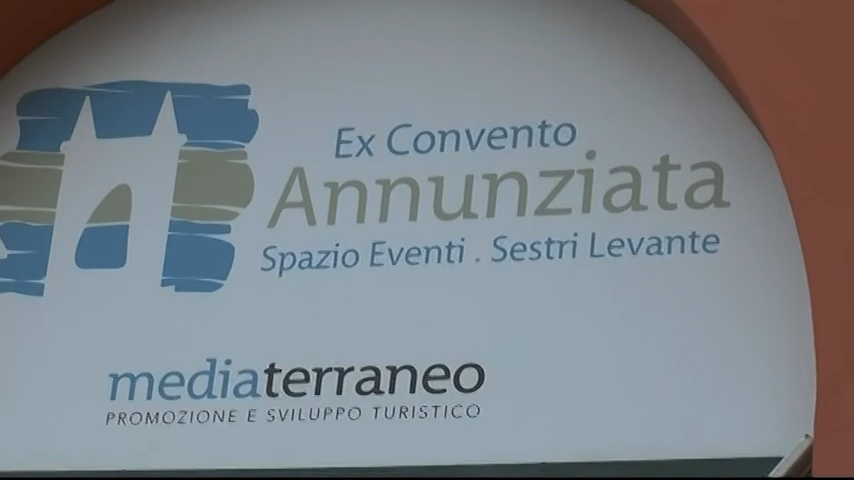 Ex Convento
Annunziata
Spazio Eventi . Sestri Levante
mediaterraneo
PROMOZIONE E SVILUPPO TURISTICO